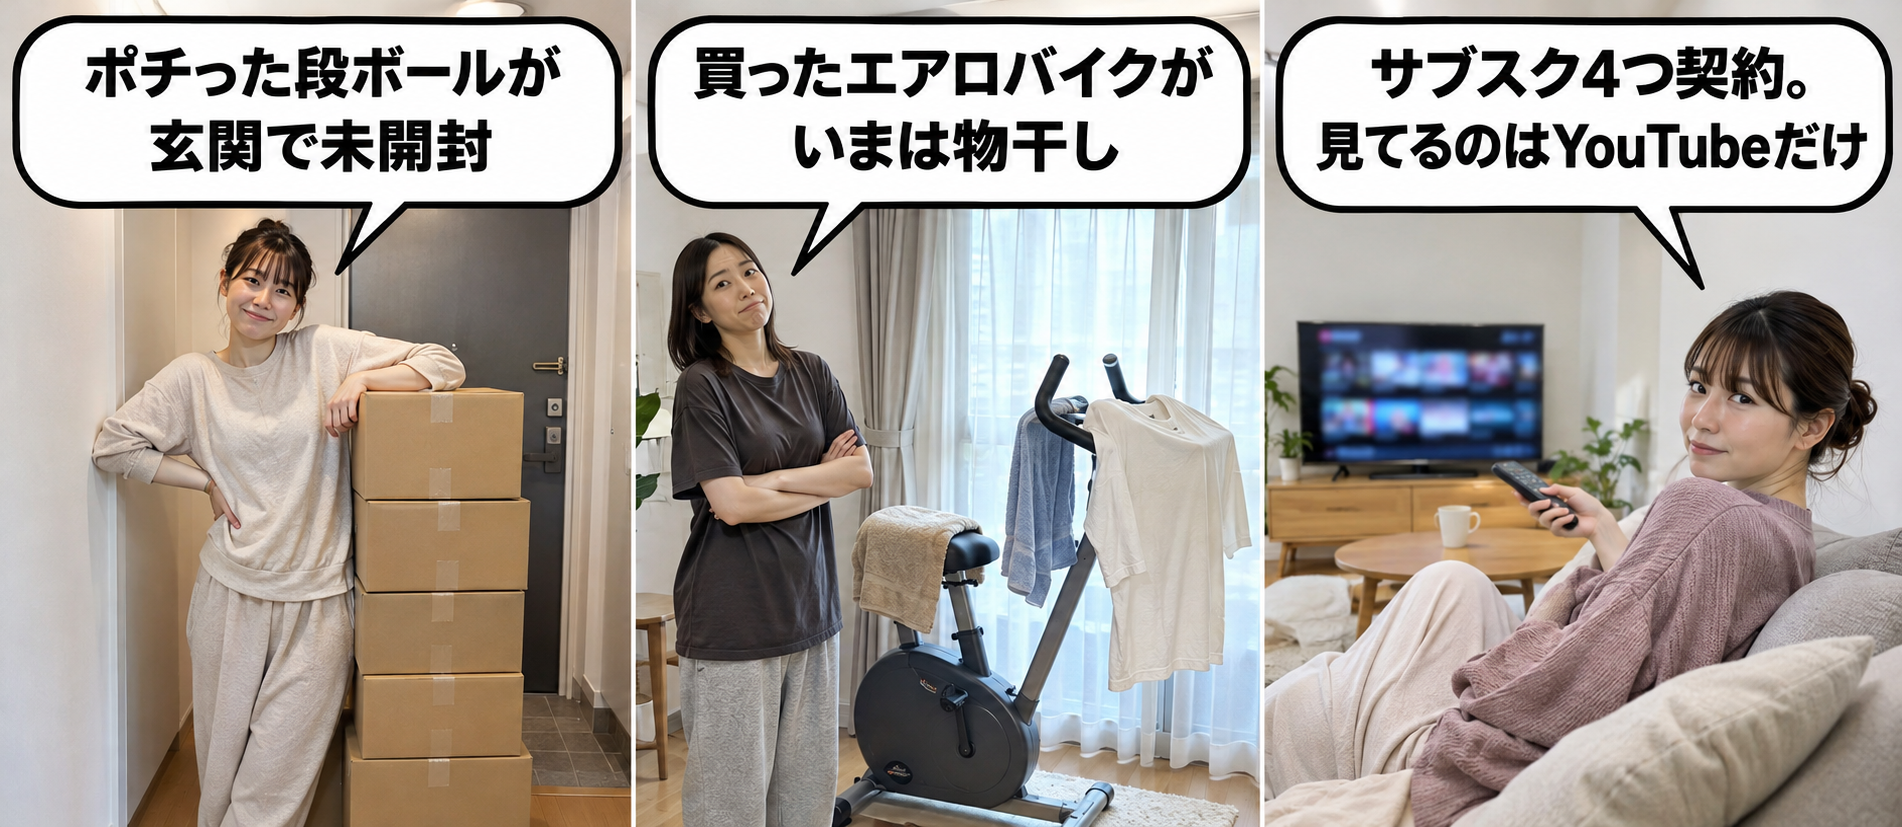 ポチった段ボールが
玄関で未開封
買ったエアロバイクが
いまは物干し
サブスク4つ契約。
見てるのはYouTubeだけ